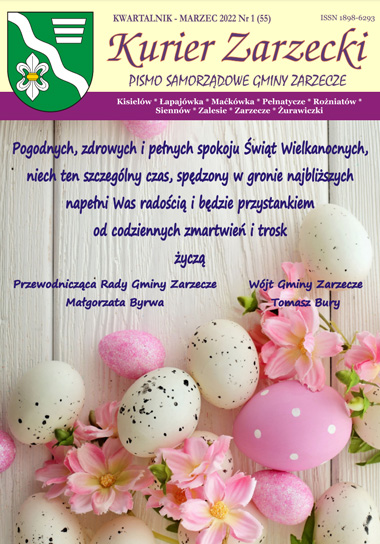 KWARTALNIK - MARZEC 2022 Nr 1 (55)
ISSN 1898-6293
Kurier Zarzecki
PISMO SAMORZĄDOWE GMINY ZARZECZE
Kisielów * Łapajówka * Maćkówka * Pełnatycze * Rożniatów *
Siennów * Zalesie * Zarzecze * Żurawiczki
Pogodnych, zdrowych i pełnych spokoju Świąt Wielkanocnych,
niech ten szczególny czas, spędzony w gronie najbliższych
napełni Was radością i będzie przystankiem
od codziennych zmartwień i trosk
życzą
Przewodnicząca Rady Gminy Zarzecze
Małgorzata Byrwa
Wójt Gminy Zarzecze
Tomasz Bury